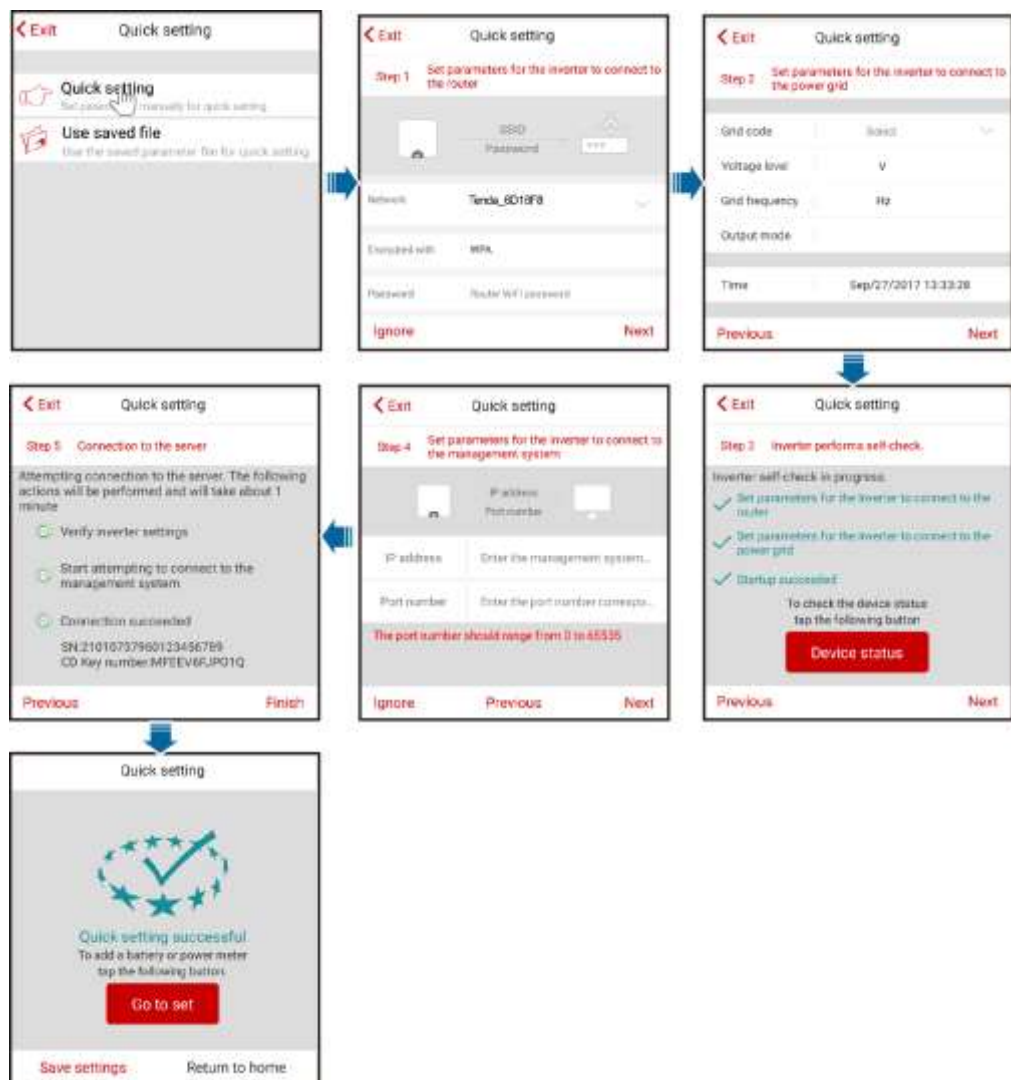 Exit
Quick setting
Quick setting
Set parameters manually for quick setting
Use saved file
Use the saved parameter file for quick setting
Exit
Quick setting
Step 1
Set parameters for the inverter to connect to
the router
SSID
Password
Network
Tenda_6D18F8
Encrypted with
WPA
Password
Router WiFi password
Ignore
Next
Exit
Quick setting
Step 2
Set parameters for the inverter to connect to
the power grid
Grid code
Select
Voltage level
V
Grid frequency
Hz
Output mode
Time
Sep/27/2017 13:33:28
Previous
Next
Exit
Quick setting
Step 3
Inverter performs self-check.
Inverter self-check in progress
Set parameters for the inverter to connect to the
router
Set parameters for the inverter to connect to the
power grid
Startup succeeded
To check the device status
tap the following button
Device status
Previous
Next
Exit
Quick setting
Step 4
Set parameters for the inverter to connect to
the management system
IP address
Port number
IP address
Enter the management system...
Port number
Enter the port number correspo...
The port number should range from 0 to 65535
Ignore
Previous
Next
Exit
Quick setting
Step 5
Connection to the server
Attempting connection to the server. The following
actions will be performed and will take about 1
minute
Verify inverter settings
Start attempting to connect to the
management system
Connection succeeded
CD Key number:
Previous
Finish
Quick setting
Quick setting successful
To add a battery or power meter
tap the following button
Go to set
Save settings
Return to home